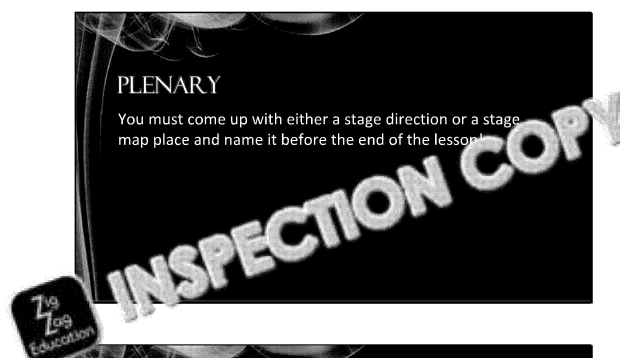 PLENARY
You must come up with either a stage direction or a stage
map place and name it before the end of the lesson!
INSPECTION COPY
Zig
Zag
Education